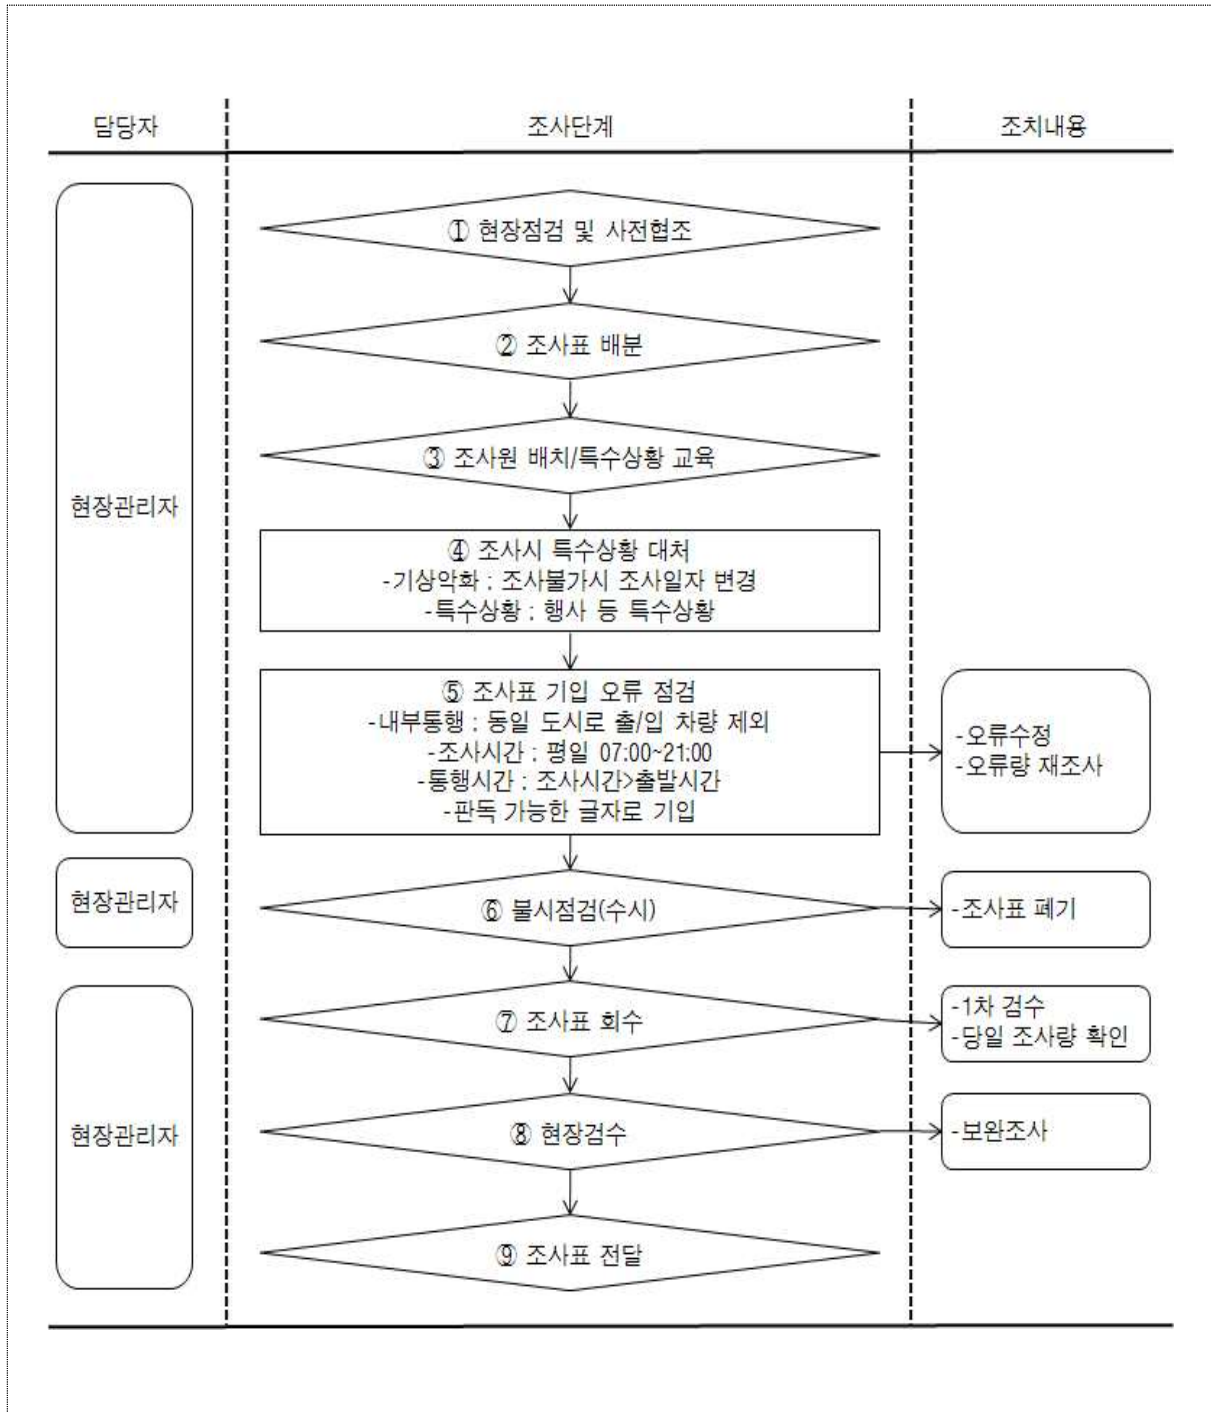 담당자
조사단계
조치내용
① 현장점검 및 사전협조
② 조사표 배분
③ 조사원 배치/특수상황 교육
현장관리자
④ 조사시 특수상황 대처
-기상악화 : 조사불가시 조사일자 변경
-특수상황 : 행사 등 특수상황
⑤ 조사표 기입 오류 점검
-내부통행 : 동일 도시로 출/입 차량 제외
-조사시간 : 평일 07:00~21:00
-통행시간 : 조사시간>출발시간
-판독 가능한 글자로 기입
-오류수정
-오류량 재조사
현장관리자
⑥ 불시점검(수시)
-조사표 폐기
⑦ 조사표 회수
-1차 검수
-당일 조사량 확인
현장관리자
⑧ 현장검수
-보완조사
⑨ 조사표 전달